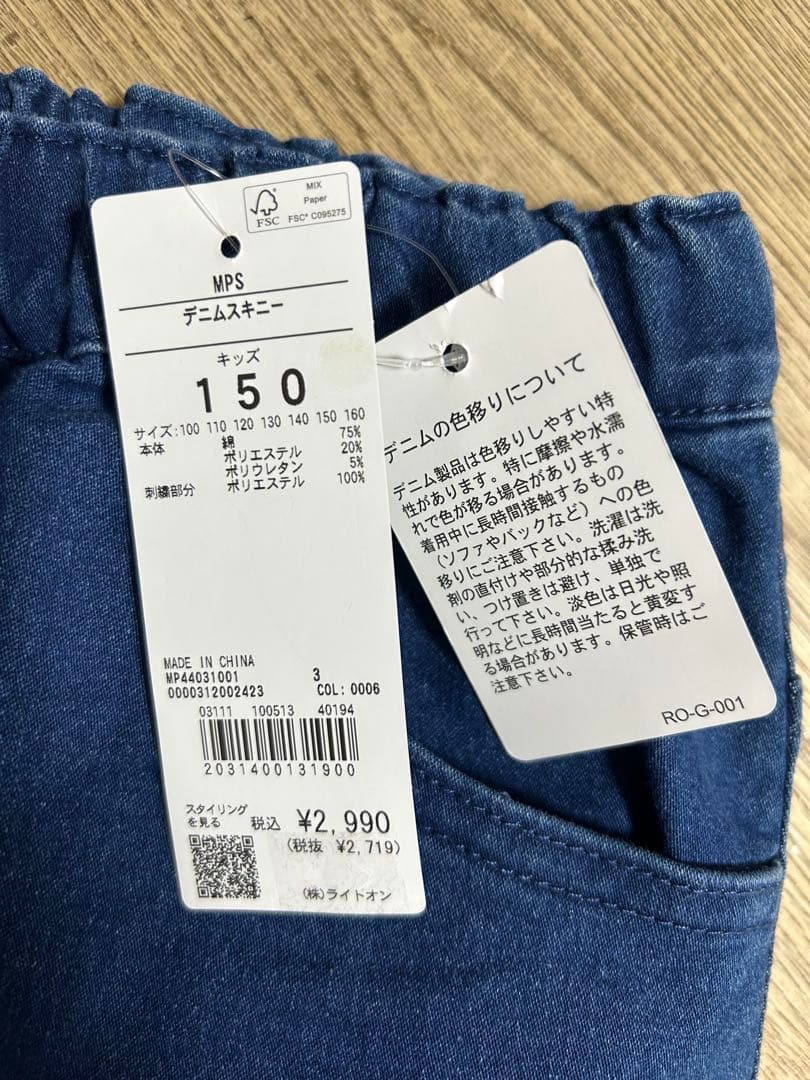 MIX
Paper
FSC® C095275
FSC
MPS
デニムスキニー
キッズ
150
サイズ:100 110 120 130 140 150 160
本体 綿 75%
ポリエステル 20%
ポリウレタン 5%
刺繍部分 ポリエステル 100%
MADE IN CHINA
MP44031001 3
0000312002423 COL:0006
03111 100513 40194
2031400131900
スタイリング
を見る 税込 ¥2,990
(税抜 ¥2,719)
(株)ライトオン
デニムの色移りについて
デニム製品は色移りしやすい特
性があります。特に摩擦や水濡
れで色が移る場合があります。
着用中に長時間接触するもの
(ソファやバックなど)への色
移りにご注意下さい。洗濯は洗
剤の直付けや部分的な揉み洗
い、つけ置きは避け、単独で
行って下さい。淡色は日光や照
明などに長時間当たると黄変す
る場合があります。保管時はご
注意下さい。
RO-G-001